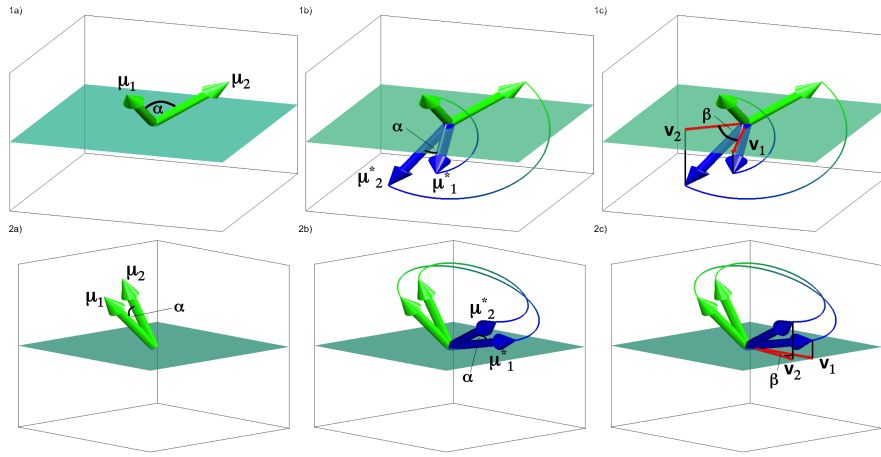 1a)
μ₁
α
μ₂
1b)
α
μ*₂
μ*₁
1c)
β
v₂
v₁
2a)
μ₂
μ₁
α
2b)
μ*₂
α
μ*₁
2c)
β
v₂
v₁